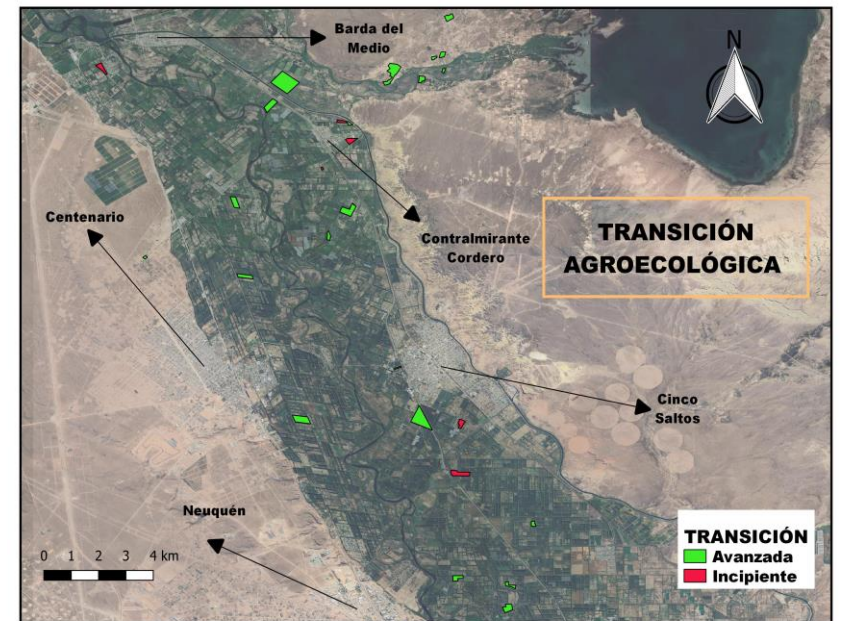 Barda del
Medio
N
Centenario
Contralmirante
Cordero
TRANSICIÓN
AGROECOLÓGICA
Cinco
Saltos
Neuquén
0 1 2 3 4 km
TRANSICIÓN
Avanzada
Incipiente